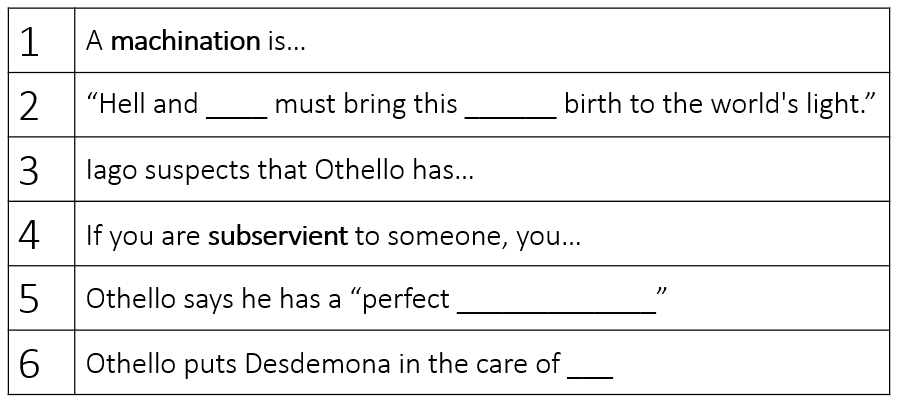 1 A machination is...
2 “Hell and ____ must bring this ______ birth to the world's light.”
3 Iago suspects that Othello has...
4 If you are subservient to someone, you...
5 Othello says he has a “perfect _____________”
6 Othello puts Desdemona in the care of ___